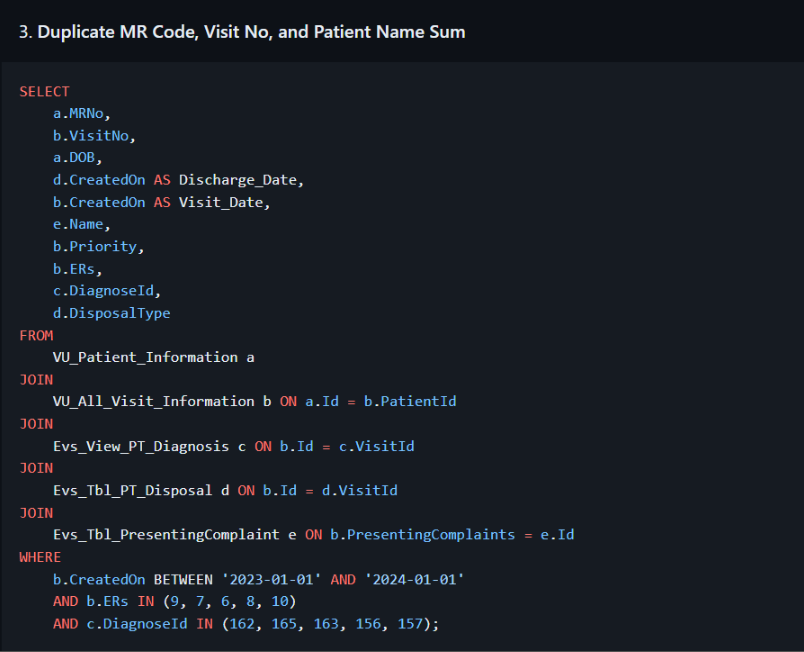 3. Duplicate MR Code, Visit No, and Patient Name Sum
SELECT
    a.MRNo,
    b.VisitNo,
    a.DOB,
    d.CreatedOn AS Discharge_Date,
    b.CreatedOn AS Visit_Date,
    e.Name,
    b.Priority,
    b.ERs,
    c.DiagnoseId,
    d.DisposalType
FROM
    VU_Patient_Information a
JOIN
    VU_All_Visit_Information b ON a.Id = b.PatientId
JOIN
    Evs_View_PT_Diagnosis c ON b.Id = c.VisitId
JOIN
    Evs_Tbl_PT_Disposal d ON b.Id = d.VisitId
JOIN
    Evs_Tbl_PresentingComplaint e ON b.PresentingComplaints = e.Id
WHERE
    b.CreatedOn BETWEEN '2023-01-01' AND '2024-01-01'
    AND b.ERs IN (9, 7, 6, 8, 10)
    AND c.DiagnoseId IN (162, 165, 163, 156, 157);